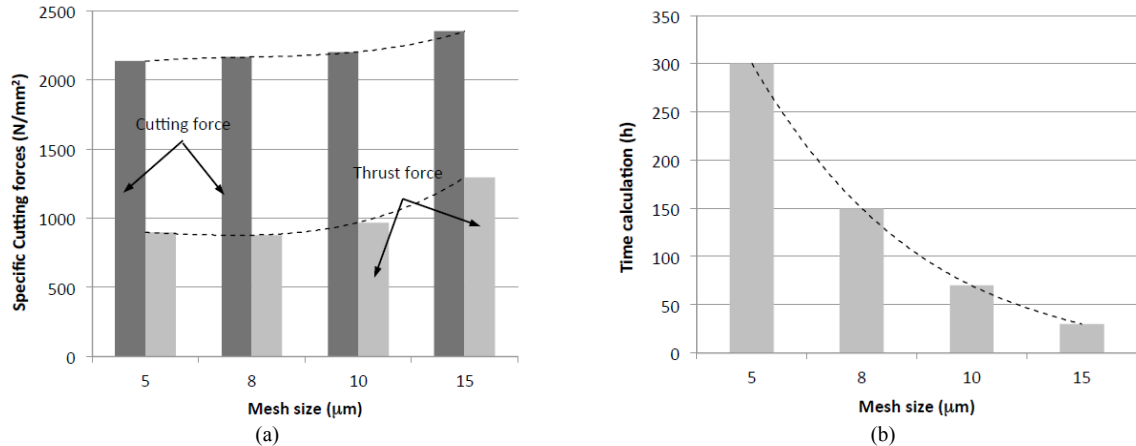 Specific Cutting forces (N/mm²)
2500
2000
1500
1000
500
0
Cutting force
Thrust force
5 8 10 15
Mesh size (μm)
(a)
Time calculation (h)
350
300
250
200
150
100
50
0
5 8 10 15
Mesh size (μm)
(b)